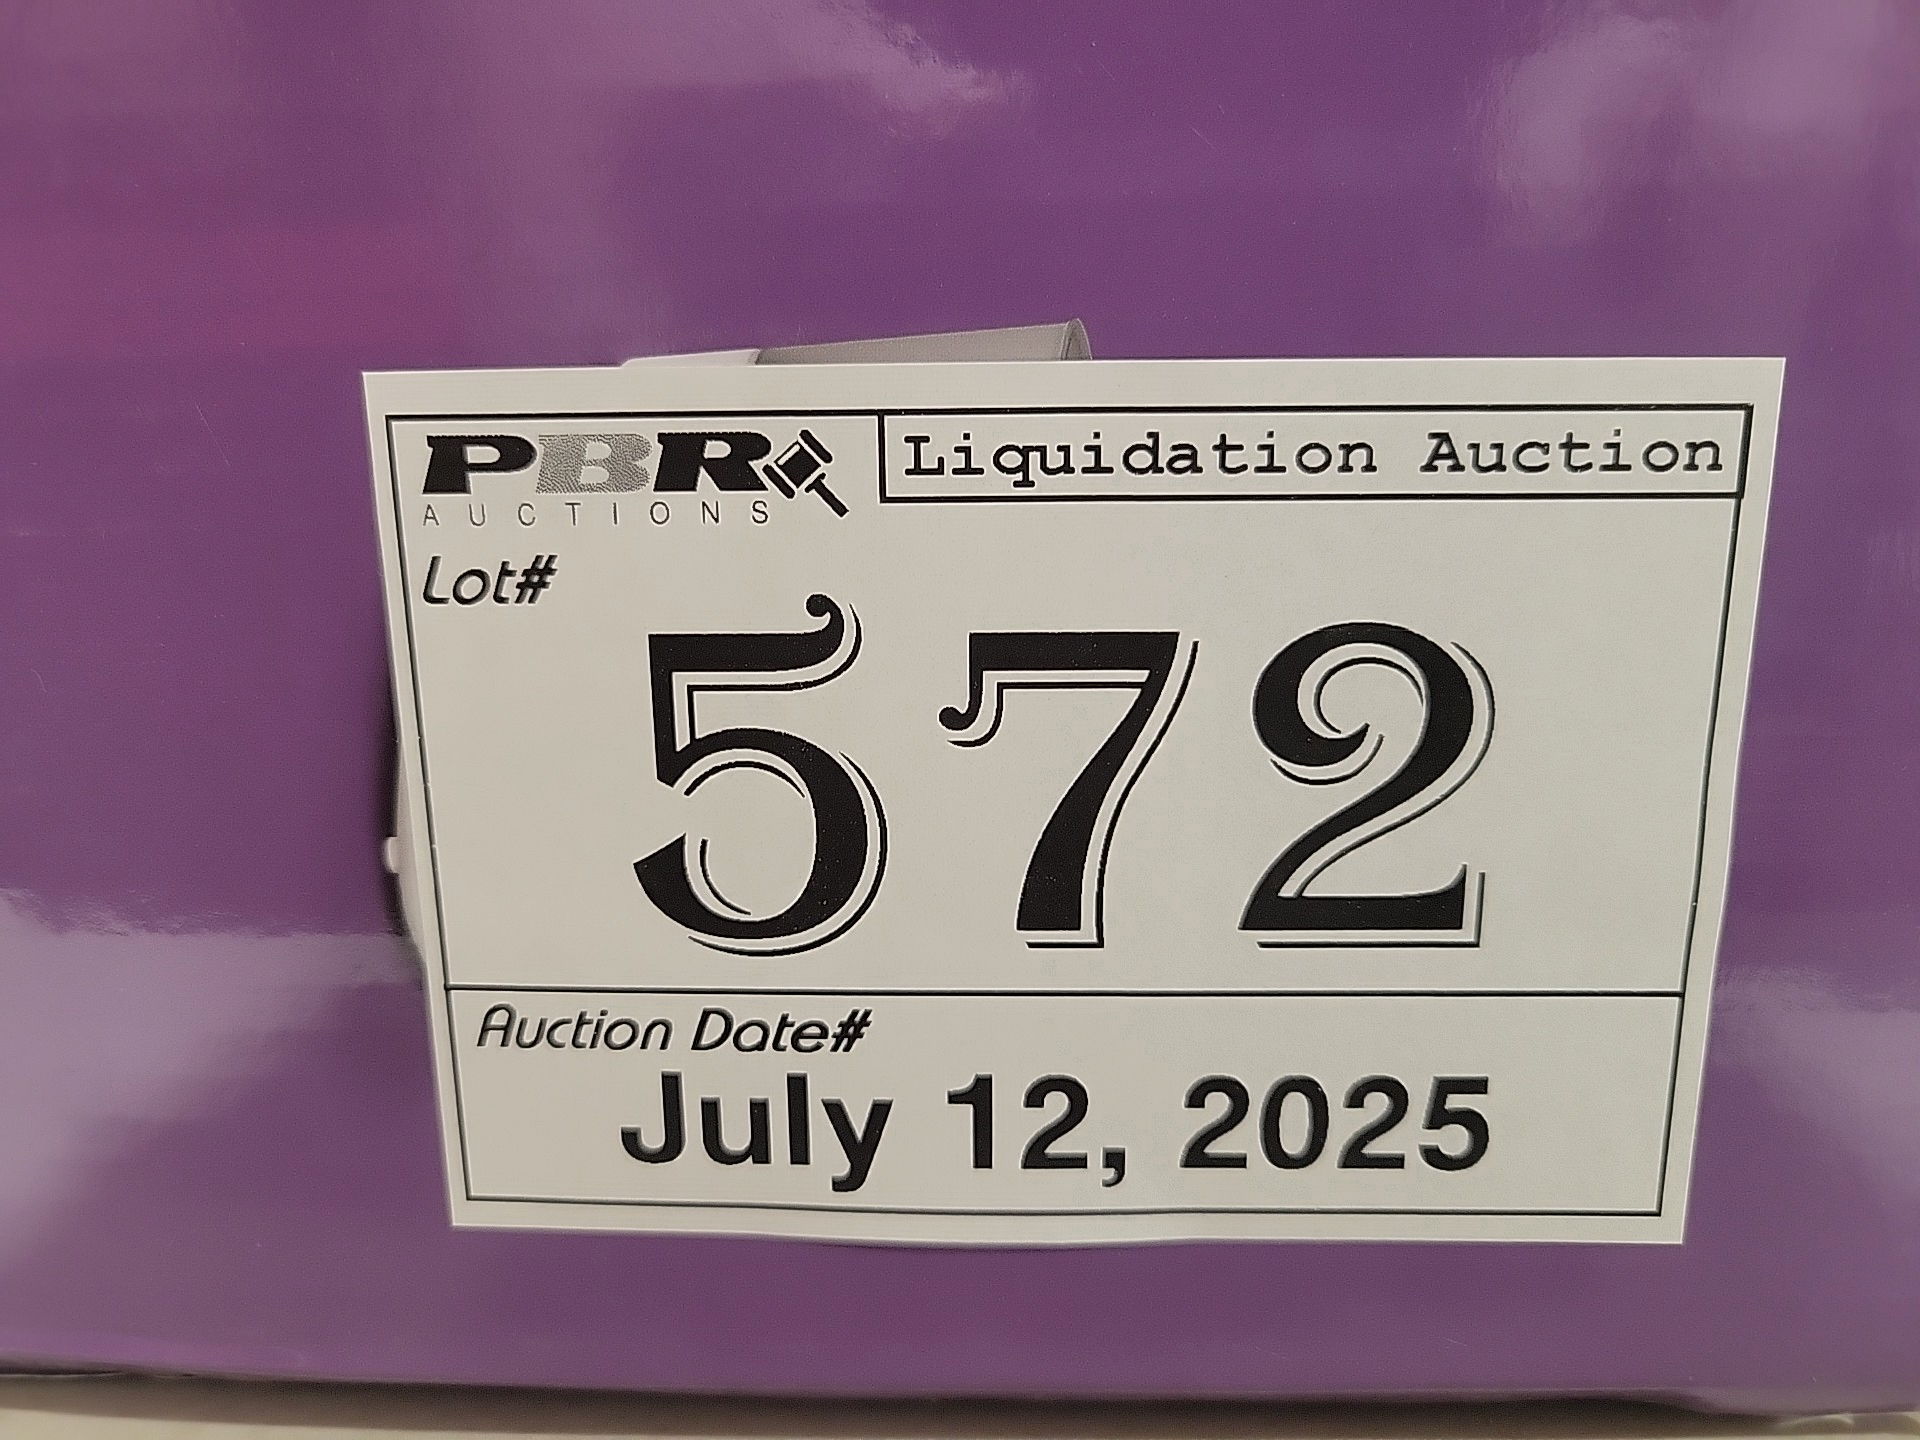 PBR
AUCTIONS
Liquidation Auction
Lot#
572
Auction Date#
July 12, 2025